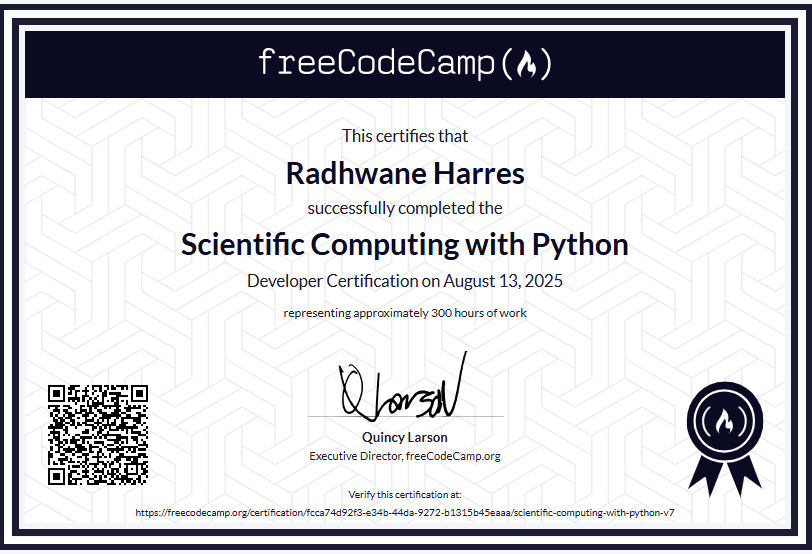 freeCodeCamp
This certifies that
Radhwane Harres
successfully completed the
Scientific Computing with Python
Developer Certification on August 13, 2025
representing approximately 300 hours of work
Quincy Larson
Executive Director, freeCodeCamp.org
Verify this certification at:
https://freecodecamp.org/certification/fcca74d92f3-e34b-44da-9272-b1315b45eaaa/scientific-computing-with-python-v7